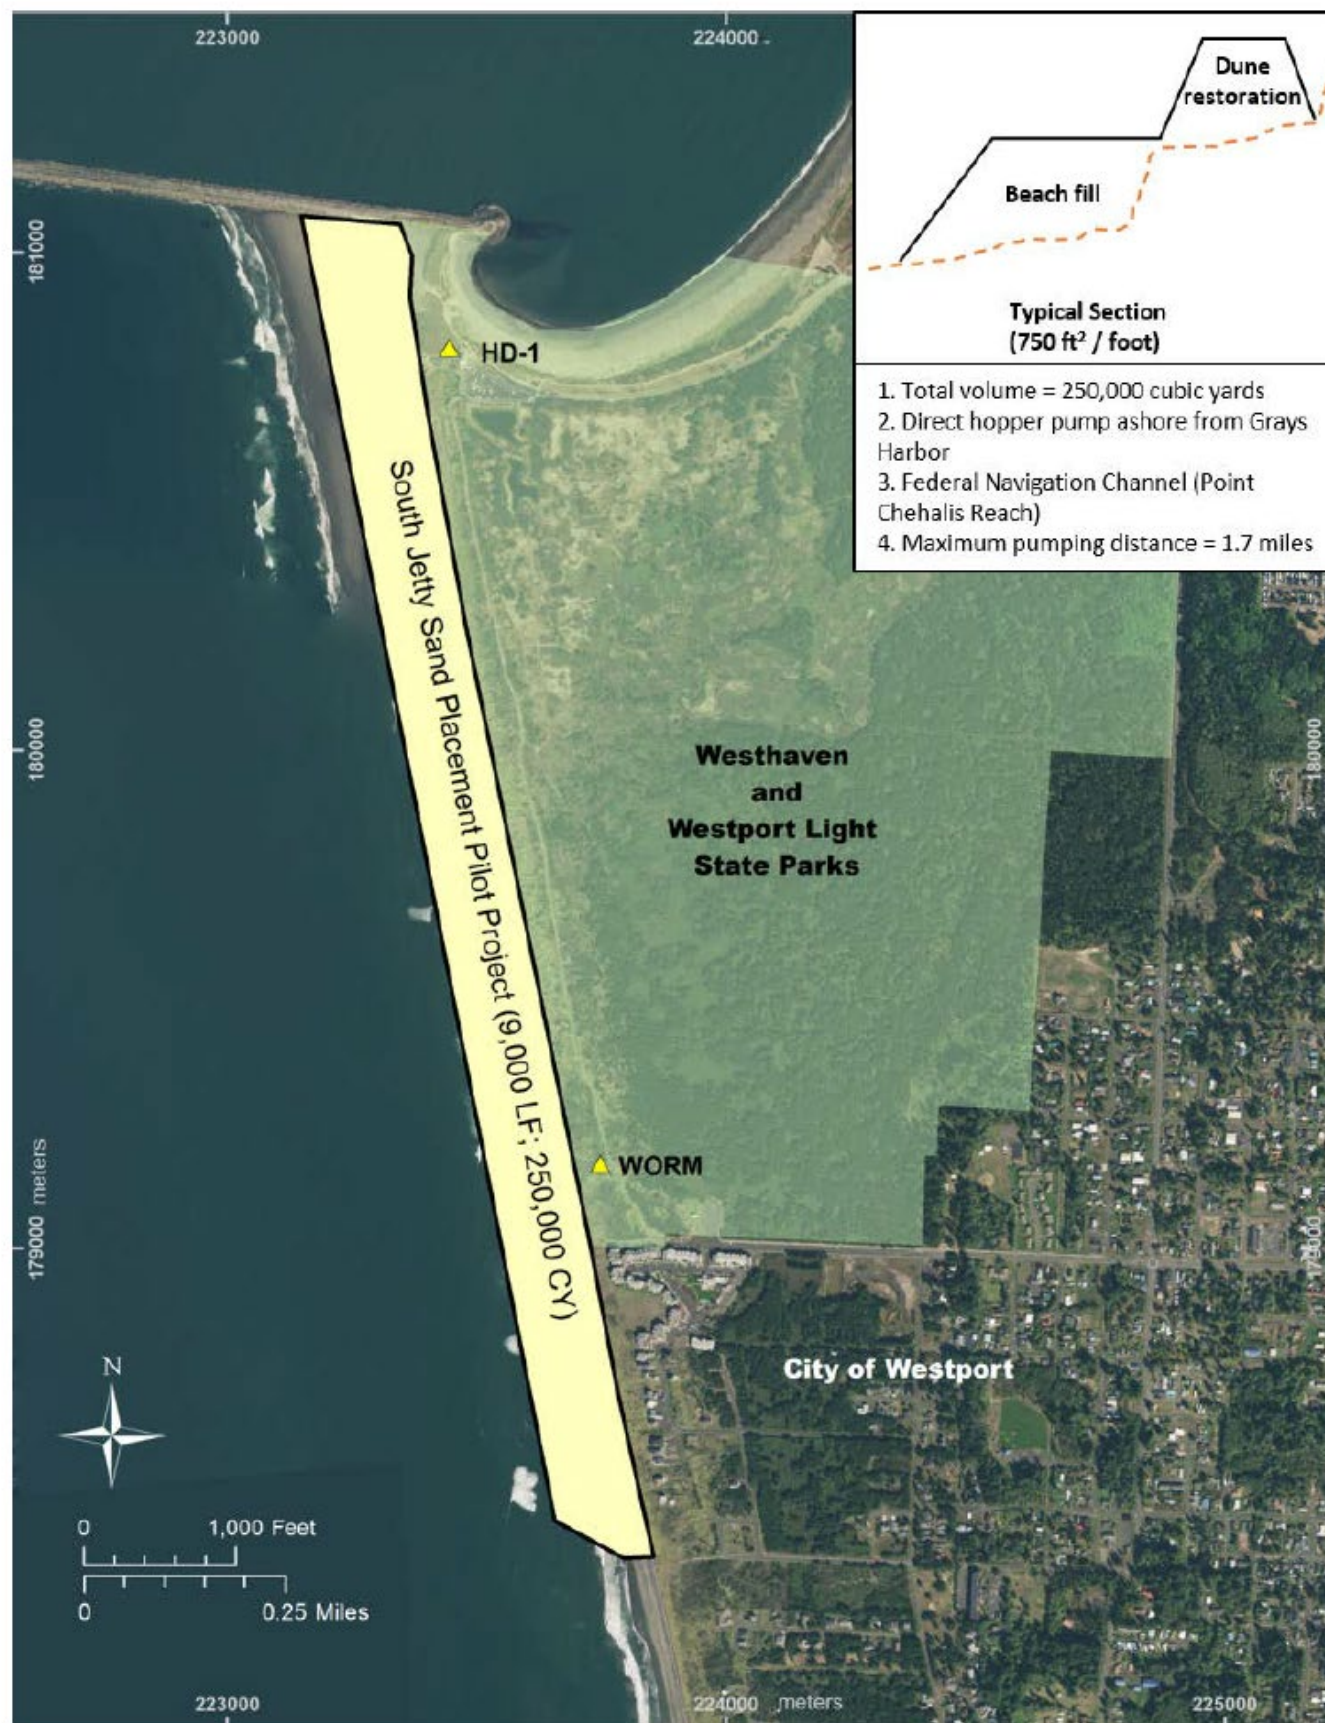 223000
224000
Dune
restoration
Beach fill
Typical Section
(750 ft² / foot)
1. Total volume = 250,000 cubic yards
2. Direct hopper pump ashore from Grays
Harbor
3. Federal Navigation Channel (Point
Chehalis Reach)
4. Maximum pumping distance = 1.7 miles
181000
HD-1
South Jetty Sand Placement Pilot Project (9,000 LF; 250,000 CY)
180000
180000
Westhaven
and
Westport Light
State Parks
WORM
179000 meters
179000
City of Westport
N
0 1,000 Feet
0 0.25 Miles
223000
224000 meters
225000